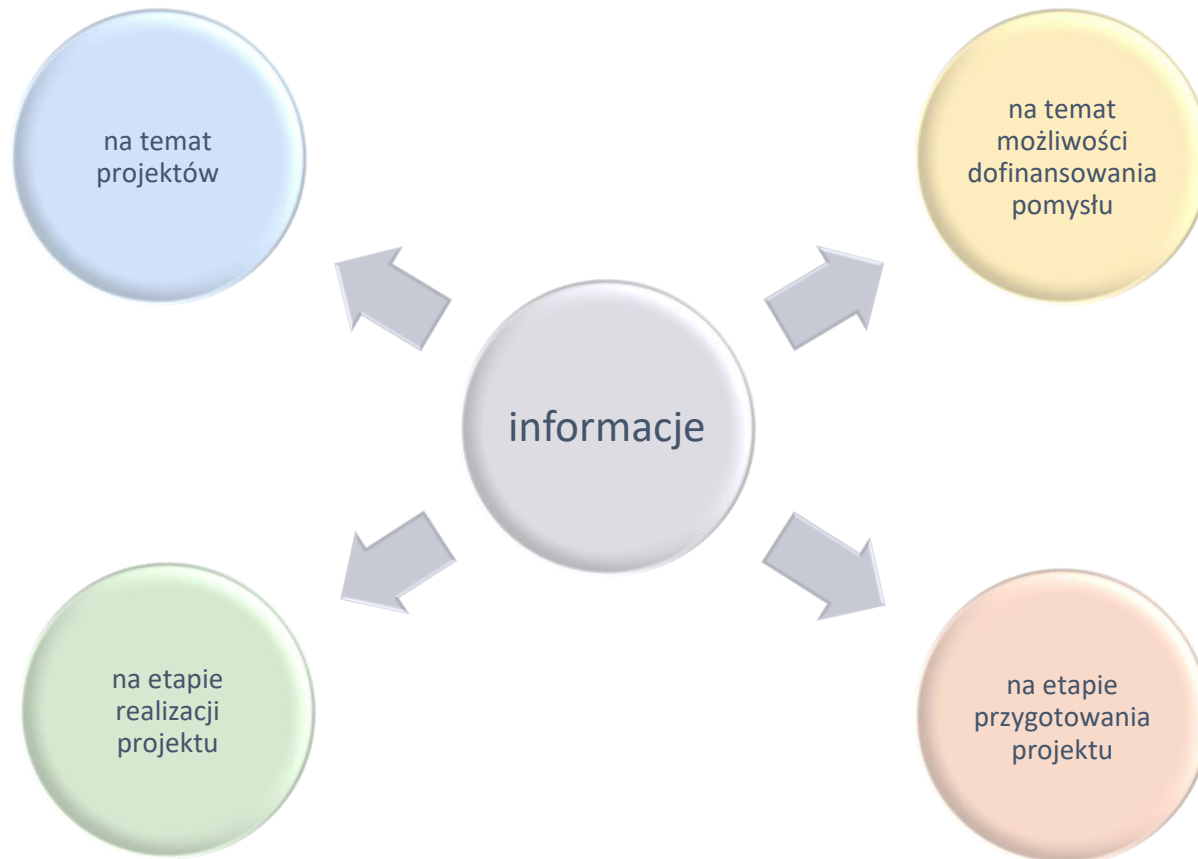 na temat
projektów
na temat
możliwości
dofinansowania
pomysłu
informacje
na etapie
realizacji
projektu
na etapie
przygotowania
projektu